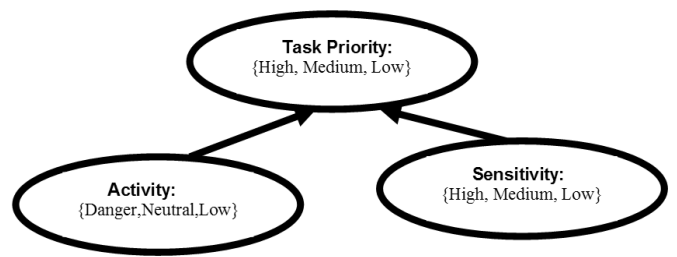 Task Priority:
{High, Medium, Low}
Activity:
{Danger,Neutral,Low}
Sensitivity:
{High, Medium, Low}